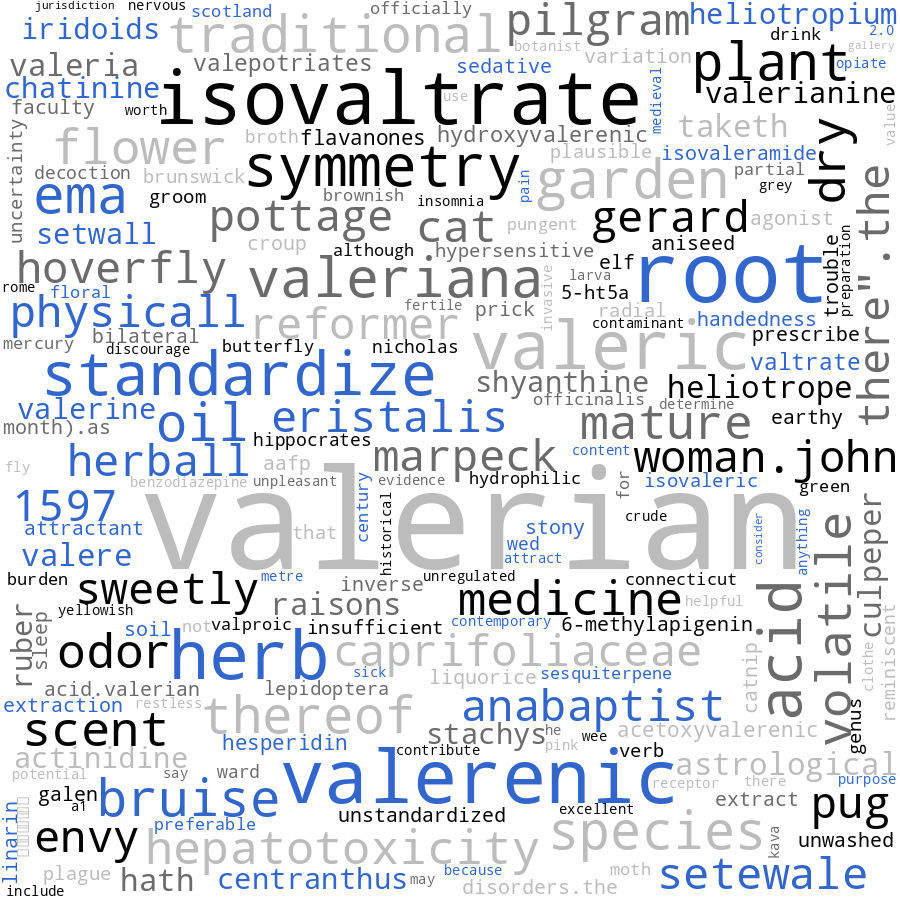 jurisdiction nervous
scotland
officially
pilgram
heliotropium
iridoids
traditional
2.0
drink
botanist
gallery
valeria
valepotriates
sedative
variation
plant
opiate
chatinine
isovaltrate
use
medieval
valerianine
faculty
worth
value
flower
broth
flavanones
hydroxyvalerenic
taketh
dry
uncertainty
symmetry
plausible
isovaleramide
decoction
brunswick
pain
garden
partial
ema
groom
brownish
insomnia
grey
there".the
setwall
pottage
cat
pungent
gerard
agonist
croup
although
hypersensitive
aniseed
trouble
preparation
hoverfly
valeriana
invasive
larva
elf
root
rome
floral
5-ht5a
physicall
reformer
fertile
prick
radial
contaminant
handedness
mercury
bilateral
discourage
butterfly
nicholas
valeric
prescribe
valtrate
standardize
shyanthine
heliotrope
valerine
oil
eristalis
officinalis
determine
mature
earthy
month).as
hippocrates
herball
aafp
marpeck
content
woman.john
fly
benzodiazepine
unpleasant
century
evidence
hydrophilic
for
isovaleric
green
1597
valerian
historical
crude
consider
anything
volatile
culpeper
attractant
that
stony
valere
wed
attract
burden
sweetly
metre
inverse
unregulated
connecticut
acid
yellowish
raisons
medicine
helpful
ruber
sleep
soil
not
valproic
insufficient
contemporary
6-methylapigenin
reminiscent
odor
herb
caprifoliaceae
catnip
clothe
sick
liquorice
sesquiterpene
acid.valerian
lepidoptera
extraction
restless
thereof
anabaptist
genus
scent
hesperidin
stachys
he
pink
wee
acetoxyvalerenic
actinidine
contribute
verb
astrological
potential
say
ward
valerenic
receptor
there
purpose
galen
a1
bruise
excellent
extract
pug
linarin
preferable
unstandardized
envy
hepatotoxicity
species
kava
unwashed
plague
hath
centranthus
may
because
disorders.the
moth
setewale
include